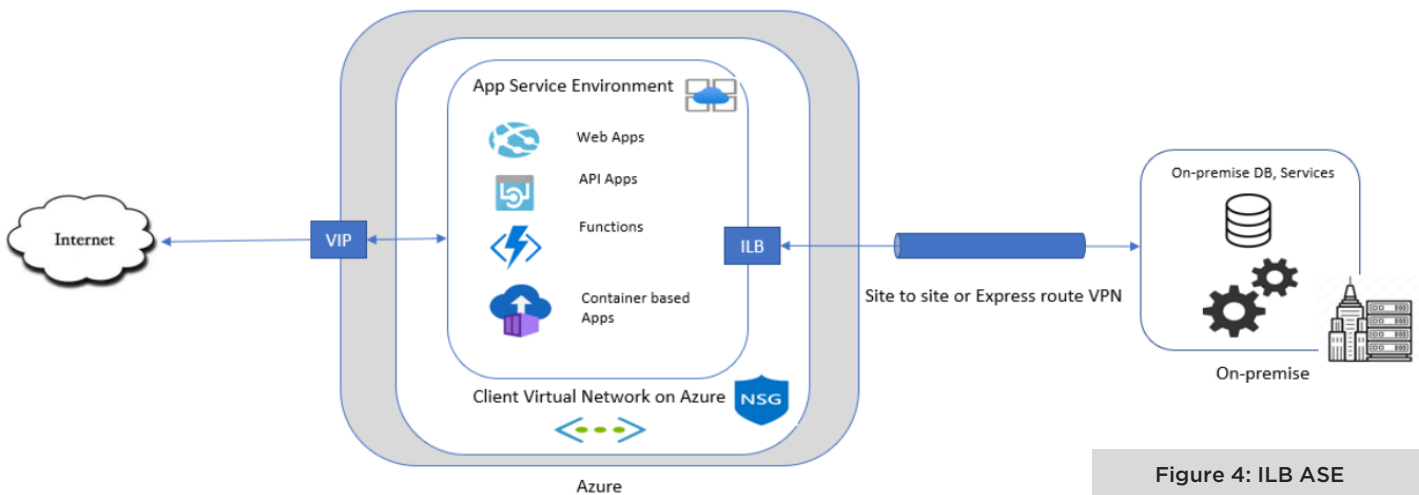 App Service Environment
Web Apps
API Apps
Functions
Container based
Apps
Client Virtual Network on Azure
NSG
Azure
Internet
VIP
ILB
Site to site or Express route VPN
On-premise DB, Services
On-premise
Figure 4: ILB ASE